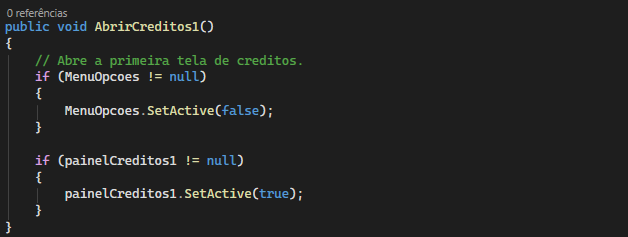 0 referências
public void AbrirCreditos1()
{
// Abre a primeira tela de creditos.
if (MenuOpcoes != null)
{
MenuOpcoes.SetActive(false);
}
if (painelCreditos1 != null)
{
painelCreditos1.SetActive(true);
}
}